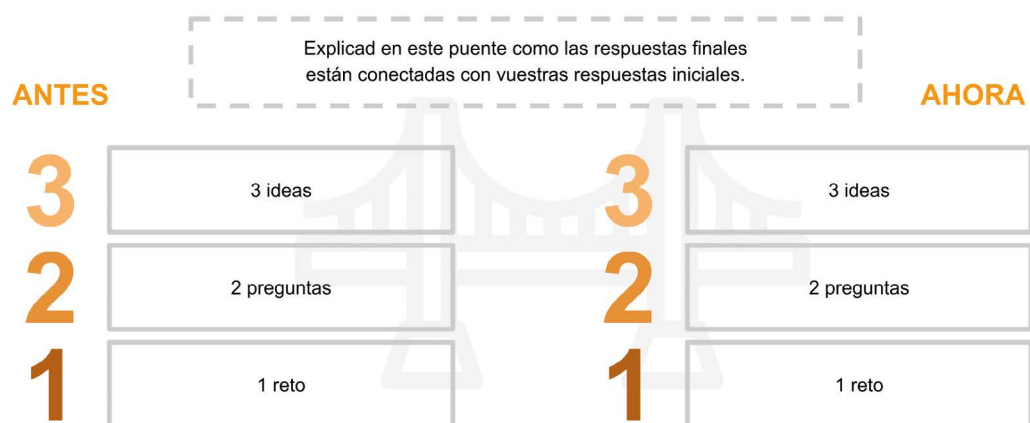 Explicad en este puente como las respuestas finales
están conectadas con vuestras respuestas iniciales.
ANTES
AHORA
3
3 ideas
3
3 ideas
2
2 preguntas
2
2 preguntas
1
1 reto
1
1 reto